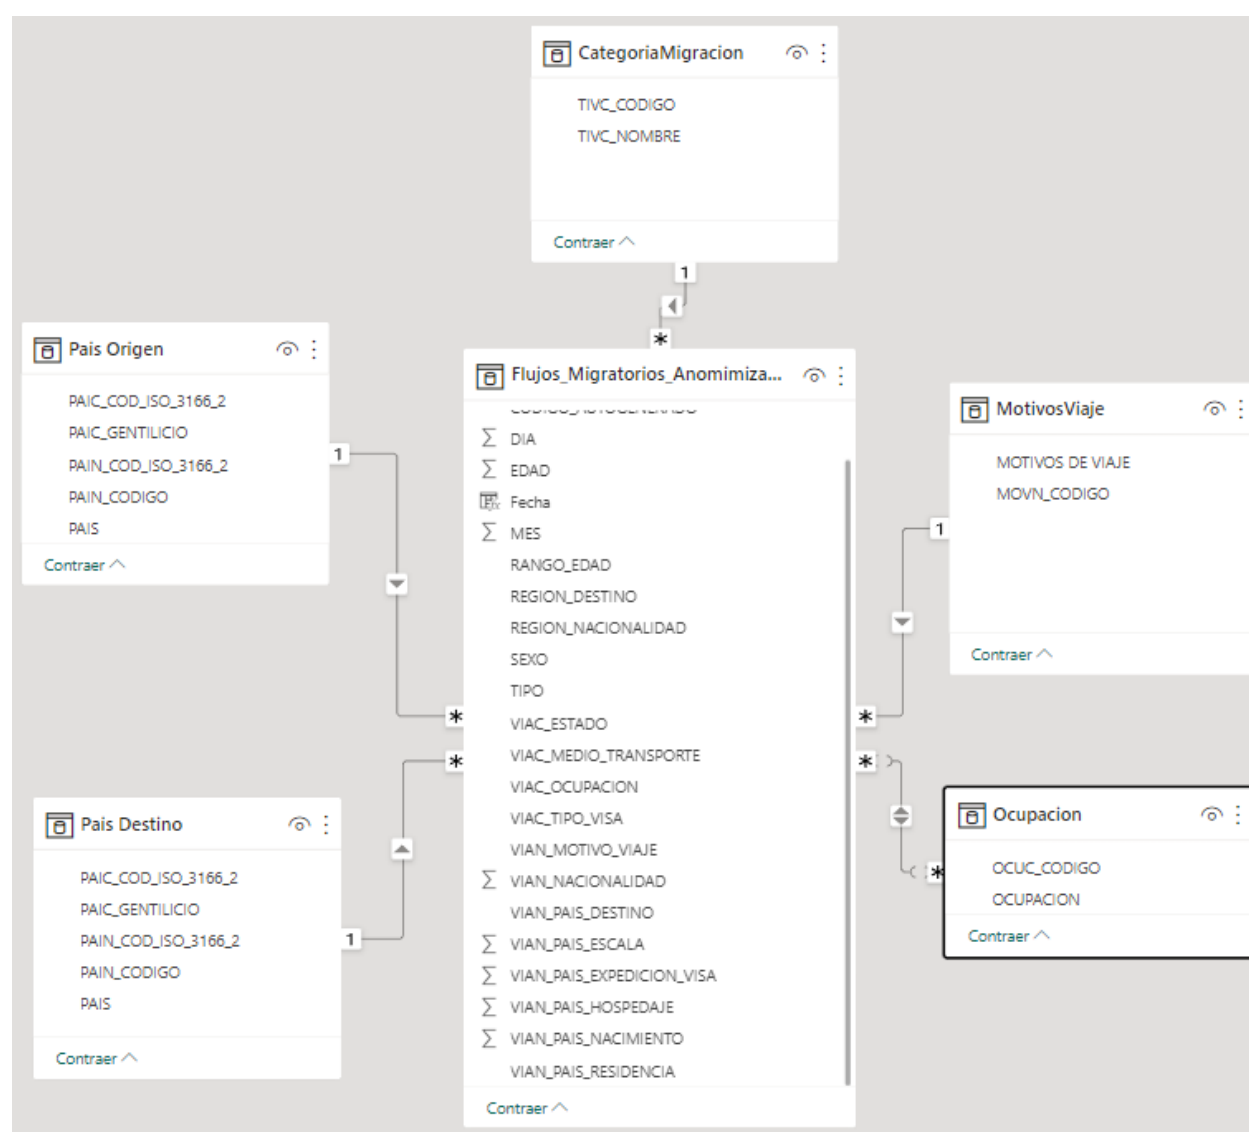 CategoriaMigracion
TIVC_CODIGO
TIVC_NOMBRE
Contraer
1
*
Pais Origen
PAIC_COD_ISO_3166_2
PAIC_GENTILICIO
PAIN_COD_ISO_3166_2
PAIN_CODIGO
PAIS
Contraer
1
*
Flujos_Migratorios_Anomimiza...
CODIGO_AUTOGENERADO
DIA
EDAD
Fecha
MES
RANGO_EDAD
REGION_DESTINO
REGION_NACIONALIDAD
SEXO
TIPO
VIAC_ESTADO
VIAC_MEDIO_TRANSPORTE
VIAC_OCUPACION
VIAC_TIPO_VISA
VIAN_MOTIVO_VIAJE
VIAN_NACIONALIDAD
VIAN_PAIS_DESTINO
VIAN_PAIS_ESCALA
VIAN_PAIS_EXPEDICION_VISA
VIAN_PAIS_HOSPEDAJE
VIAN_PAIS_NACIMIENTO
VIAN_PAIS_RESIDENCIA
Contraer
MotivosViaje
MOTIVOS DE VIAJE
MOVN_CODIGO
Contraer
1
*
Pais Destino
PAIC_COD_ISO_3166_2
PAIC_GENTILICIO
PAIN_COD_ISO_3166_2
PAIN_CODIGO
PAIS
Contraer
1
*
Ocupacion
OCUC_CODIGO
OCUPACION
Contraer
*
*